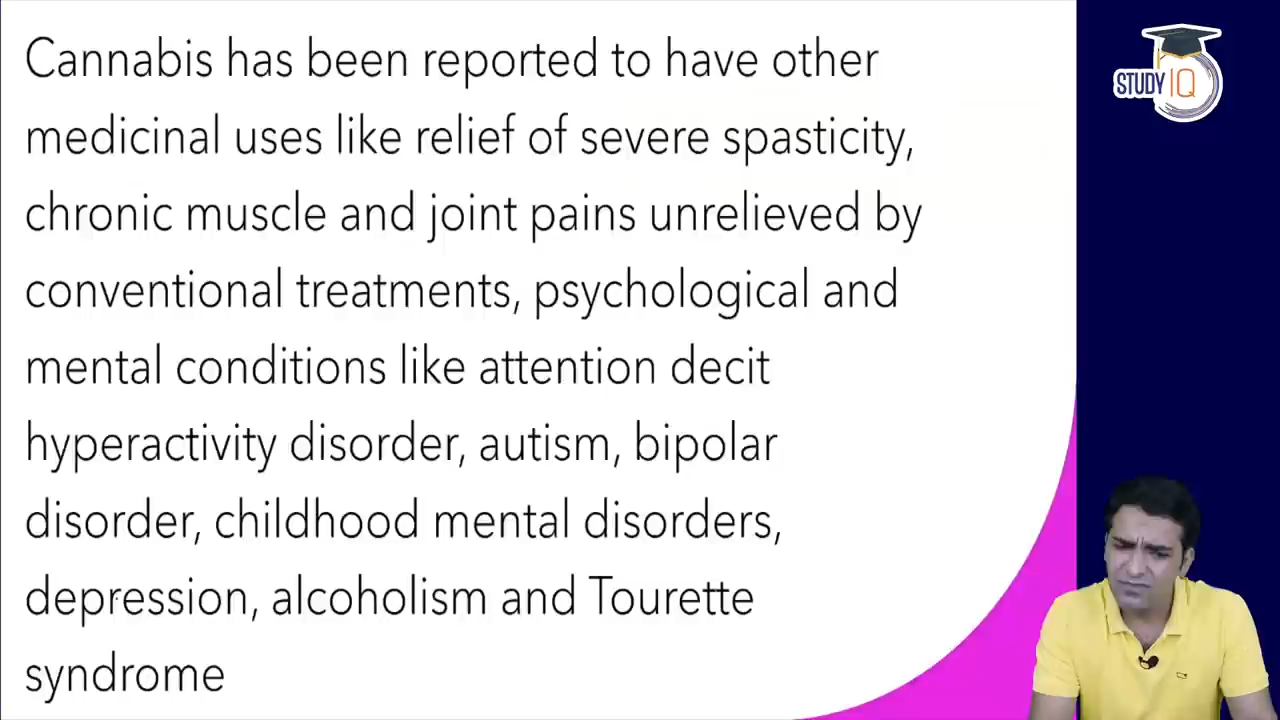 Cannabis has been reported to have other
medicinal uses like relief of severe spasticity,
chronic muscle and joint pains unrelieved by
conventional treatments, psychological and
mental conditions like attention decit
hyperactivity disorder, autism, bipolar
disorder, childhood mental disorders,
depression, alcoholism and Tourette
syndrome
STUDY IQ